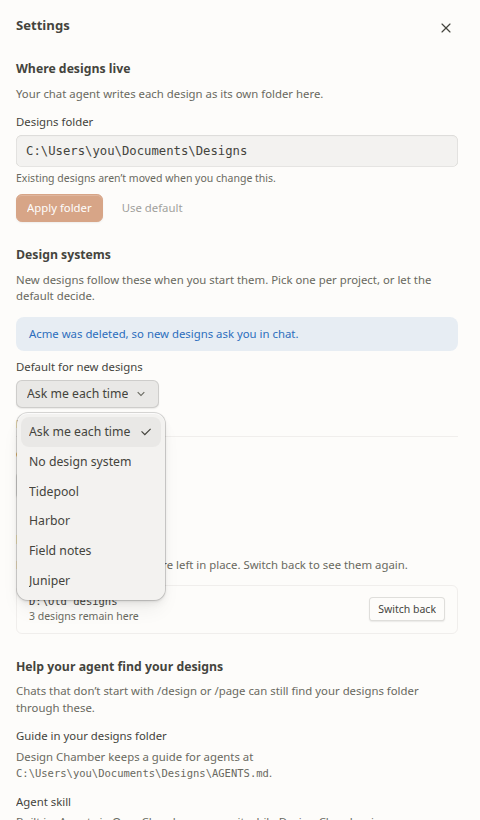 Settings
Where designs live
Your chat agent writes each design as its own folder here.
Designs folder
C:\Users\you\Documents\Designs
Existing designs aren't moved when you change this.
Apply folder
Use default
Design systems
New designs follow these when you start them. Pick one per project, or let the
default decide.
Acme was deleted, so new designs ask you in chat.
Default for new designs
Ask me each time
Ask me each time
No design system
Tidepool
Harbor
Field notes
Juniper
left in place. Switch back to see them again.
D:\Old designs
3 designs remain here
Switch back
Help your agent find your designs
Chats that don't start with /design or /page can still find your designs folder
through these.
Guide in your designs folder
Design Chamber keeps a guide for agents at
C:\Users\you\Documents\Designs\AGENTS.md.
Agent skill